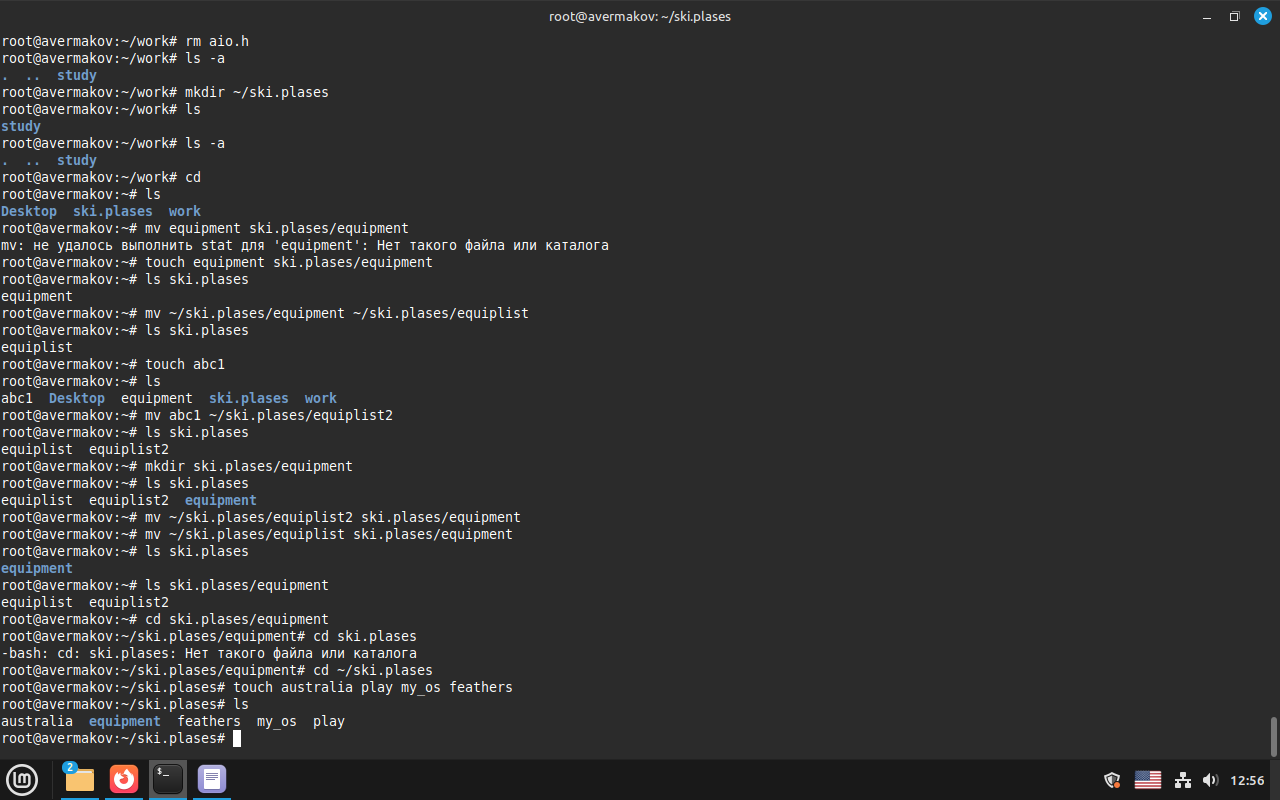 root@avermakov: ~/ski.plases
root@avermakov:~/work# rm aio.h
root@avermakov:~/work# ls -a
.  ..  study
root@avermakov:~/work# mkdir ~/ski.plases
root@avermakov:~/work# ls
study
root@avermakov:~/work# ls -a
.  ..  study
root@avermakov:~/work# cd
root@avermakov:~# ls
Desktop  ski.plases  work
root@avermakov:~# mv equipment ski.plases/equipment
mv: не удалось выполнить stat для 'equipment': Нет такого файла или каталога
root@avermakov:~# touch equipment ski.plases/equipment
root@avermakov:~# ls ski.plases
equipment
root@avermakov:~# mv ~/ski.plases/equipment ~/ski.plases/equiplist
root@avermakov:~# ls ski.plases
equiplist
root@avermakov:~# touch abc1
root@avermakov:~# ls
abc1  Desktop  equipment  ski.plases  work
root@avermakov:~# mv abc1 ~/ski.plases/equiplist2
root@avermakov:~# ls ski.plases
equiplist  equiplist2
root@avermakov:~# mkdir ski.plases/equipment
root@avermakov:~# ls ski.plases
equiplist  equiplist2  equipment
root@avermakov:~# mv ~/ski.plases/equiplist2 ski.plases/equipment
root@avermakov:~# mv ~/ski.plases/equiplist ski.plases/equipment
root@avermakov:~# ls ski.plases
equipment
root@avermakov:~# ls ski.plases/equipment
equiplist  equiplist2
root@avermakov:~# cd ski.plases/equipment
root@avermakov:~/ski.plases/equipment# cd ski.plases
-bash: cd: ski.plases: Нет такого файла или каталога
root@avermakov:~/ski.plases/equipment# cd ~/ski.plases
root@avermakov:~/ski.plases# touch australia play my_os feathers
root@avermakov:~/ski.plases# ls
australia  equipment  feathers  my_os  play
root@avermakov:~/ski.plases#
lm
2
$_
12:56